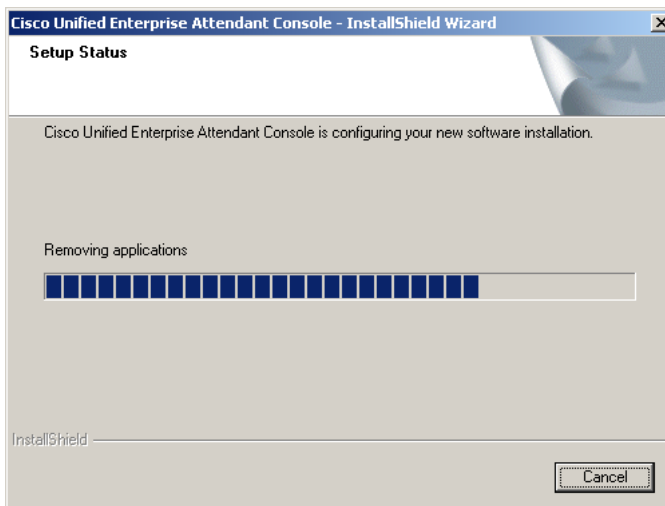 Cisco Unified Enterprise Attendant Console - InstallShield Wizard
Setup Status
Cisco Unified Enterprise Attendant Console is configuring your new software installation.
Removing applications
InstallShield
Cancel